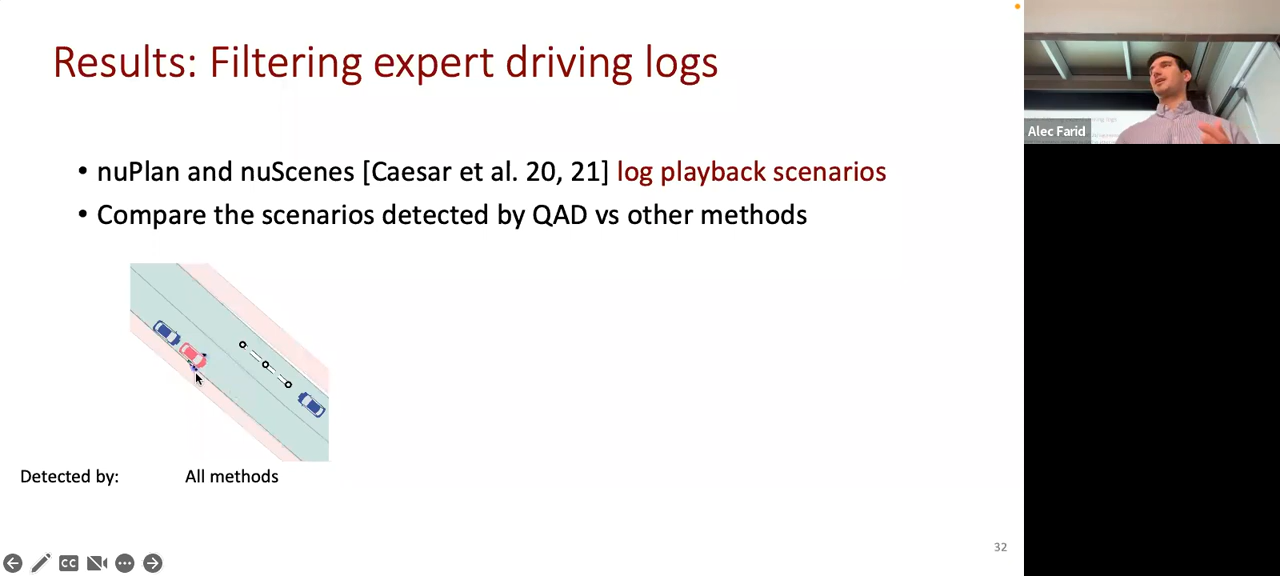 Results: Filtering expert driving logs
• nuPlan and nuScenes [Caesar et al. 20, 21] log playback scenarios
• Compare the scenarios detected by QAD vs other methods
Detected by: All methods
32
CC
Alec Farid